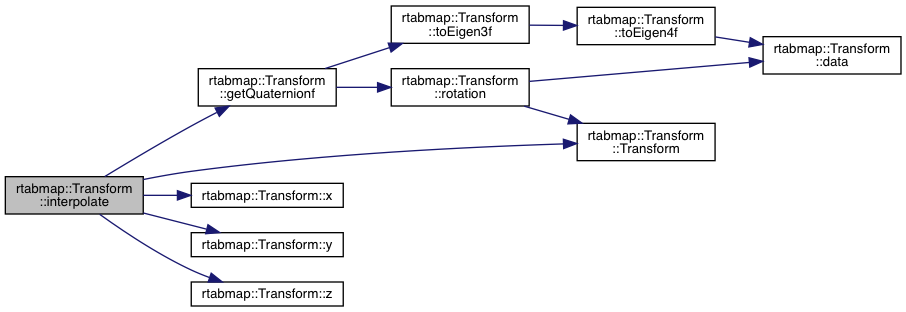 rtabmap::Transform
::interpolate
rtabmap::Transform
::getQuaternionf
rtabmap::Transform
::toEigen3f
rtabmap::Transform
::toEigen4f
rtabmap::Transform
::data
rtabmap::Transform
::rotation
rtabmap::Transform
::Transform
rtabmap::Transform::x
rtabmap::Transform::y
rtabmap::Transform::z